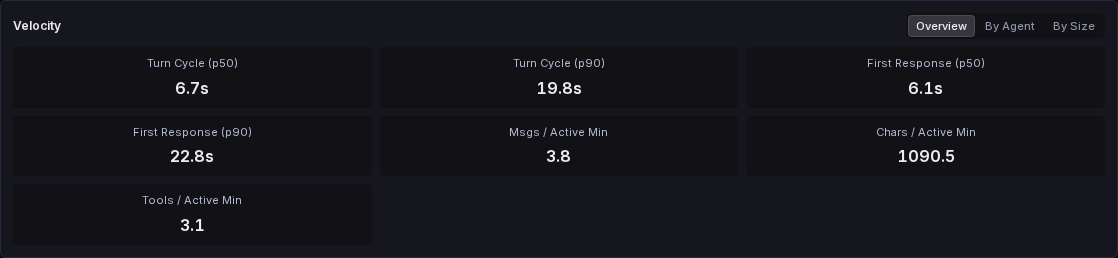 Velocity
Overview By Agent By Size
Turn Cycle (p50)
6.7s
Turn Cycle (p90)
19.8s
First Response (p50)
6.1s
First Response (p90)
22.8s
Msgs / Active Min
3.8
Chars / Active Min
1090.5
Tools / Active Min
3.1